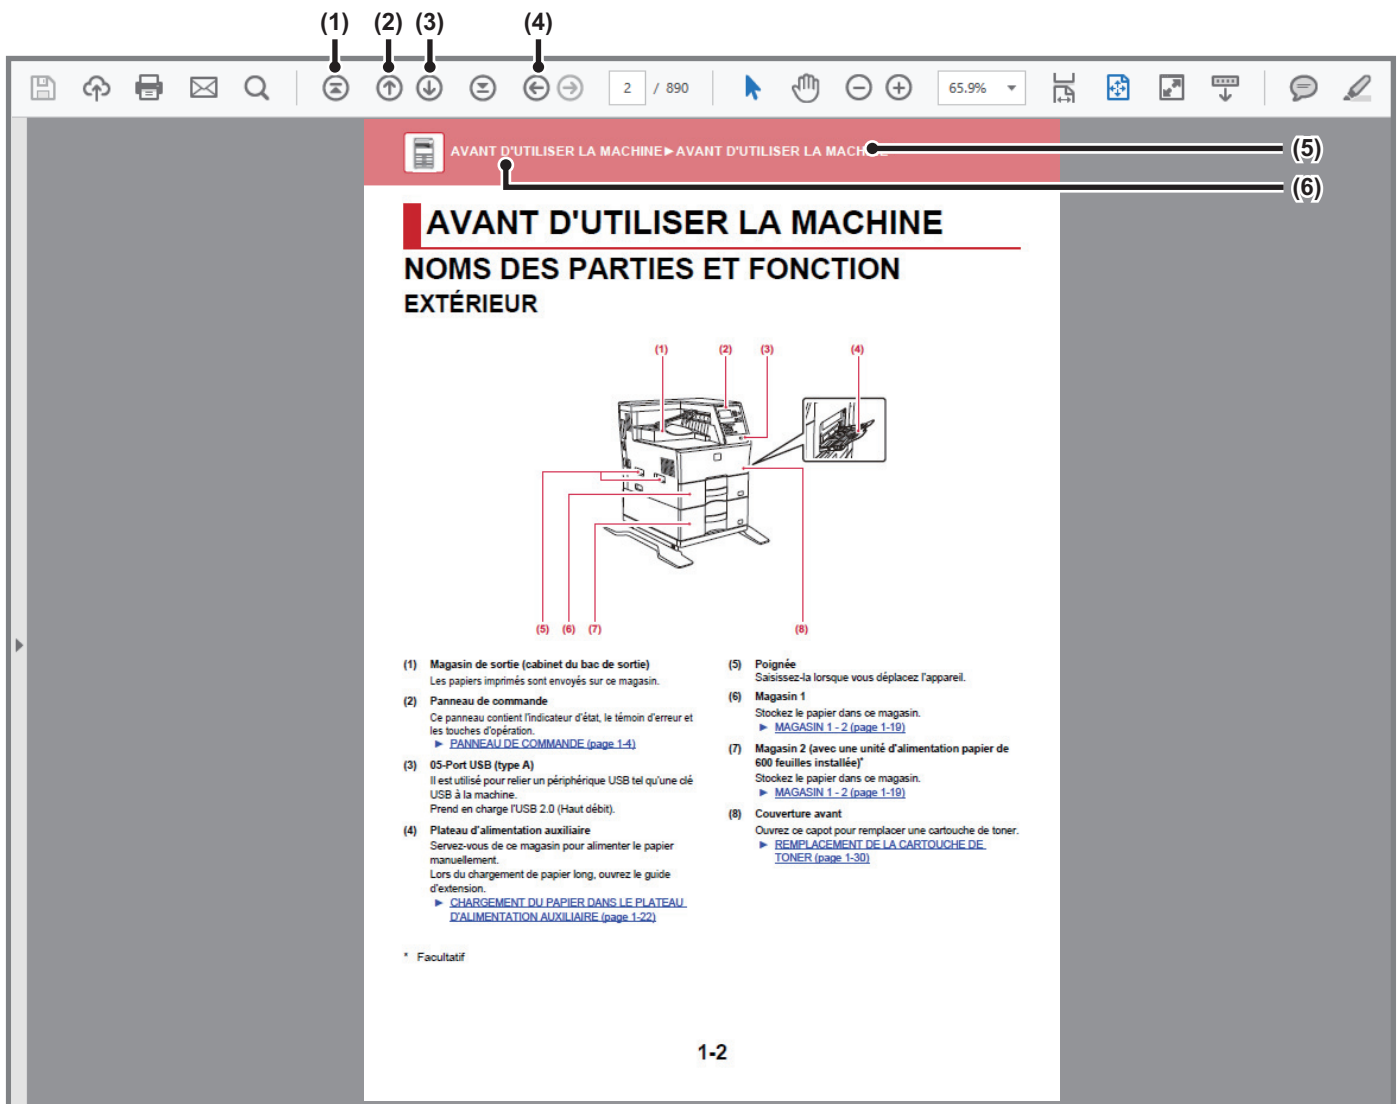 (1) (2) (3) (4)
2 / 890 65.9%
AVANT D'UTILISER LA MACHINE►AVANT D'UTILISER LA MACHINE
(5)
(6)
AVANT D'UTILISER LA MACHINE
NOMS DES PARTIES ET FONCTION
EXTÉRIEUR
(1) (2) (3) (4)
(5) (6) (7) (8)
(1) Magasin de sortie (cabinet du bac de sortie)
Les papiers imprimés sont envoyés sur ce magasin.
(2) Panneau de commande
Ce panneau contient l'indicateur d'état, le témoin d'erreur et
les touches d'opération.
► PANNEAU DE COMMANDE (page 1-4)
(3) 05-Port USB (type A)
Il est utilisé pour relier un périphérique USB tel qu'une clé
USB à la machine.
Prend en charge l'USB 2.0 (Haut débit).
(4) Plateau d'alimentation auxiliaire
Servez-vous de ce magasin pour alimenter le papier
manuellement.
Lors du chargement de papier long, ouvrez le guide
d'extension.
► CHARGEMENT DU PAPIER DANS LE PLATEAU
D'ALIMENTATION AUXILIAIRE (page 1-22)
(5) Poignée
Saisissez-la lorsque vous déplacez l'appareil.
(6) Magasin 1
Stockez le papier dans ce magasin.
► MAGASIN 1 - 2 (page 1-19)
(7) Magasin 2 (avec une unité d'alimentation papier de
600 feuilles installée)*
Stockez le papier dans ce magasin.
► MAGASIN 1 - 2 (page 1-19)
(8) Couverture avant
Ouvrez ce capot pour remplacer une cartouche de toner.
► REMPLACEMENT DE LA CARTOUCHE DE
TONER (page 1-30)
* Facultatif
1-2